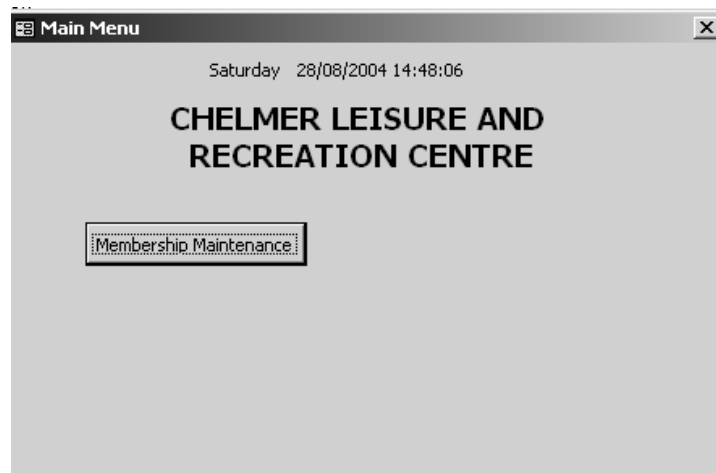 Main Menu
Saturday 28/08/2004 14:48:06
CHELMER LEISURE AND
RECREATION CENTRE
Membership Maintenance